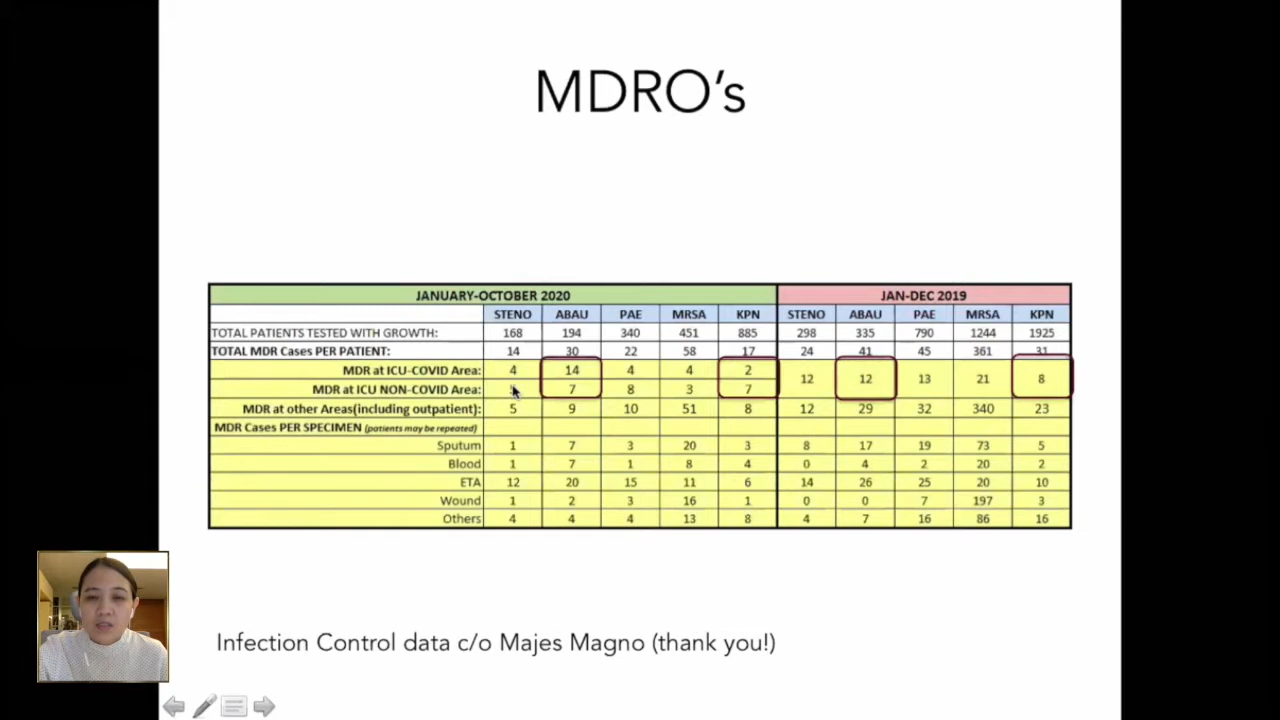 MDRO's
JANUARY-OCTOBER 2020 JAN-DEC 2019
STENO ABAU PAE MRSA KPN STENO ABAU PAE MRSA KPN
TOTAL PATIENTS TESTED WITH GROWTH: 168 194 340 451 885 298 335 790 1244 1925
TOTAL MDR Cases PER PATIENT: 14 30 22 58 17 24 41 45 361 31
MDR at ICU-COVID Area: 4 14 4 4 2 12 12 13 21 8
MDR at ICU NON-COVID Area: 7 8 3 7
MDR at other Areas(including outpatient): 5 9 10 51 8 12 29 32 340 23
MDR Cases PER SPECIMEN (patients may be repeated)
Sputum 1 7 3 20 3 8 17 19 73 5
Blood 1 7 1 8 4 0 4 2 20 2
ETA 12 20 15 11 6 14 26 25 20 10
Wound 1 2 3 16 1 0 0 7 197 3
Others 4 4 4 13 8 4 7 16 86 16
Infection Control data c/o Majes Magno (thank you!)